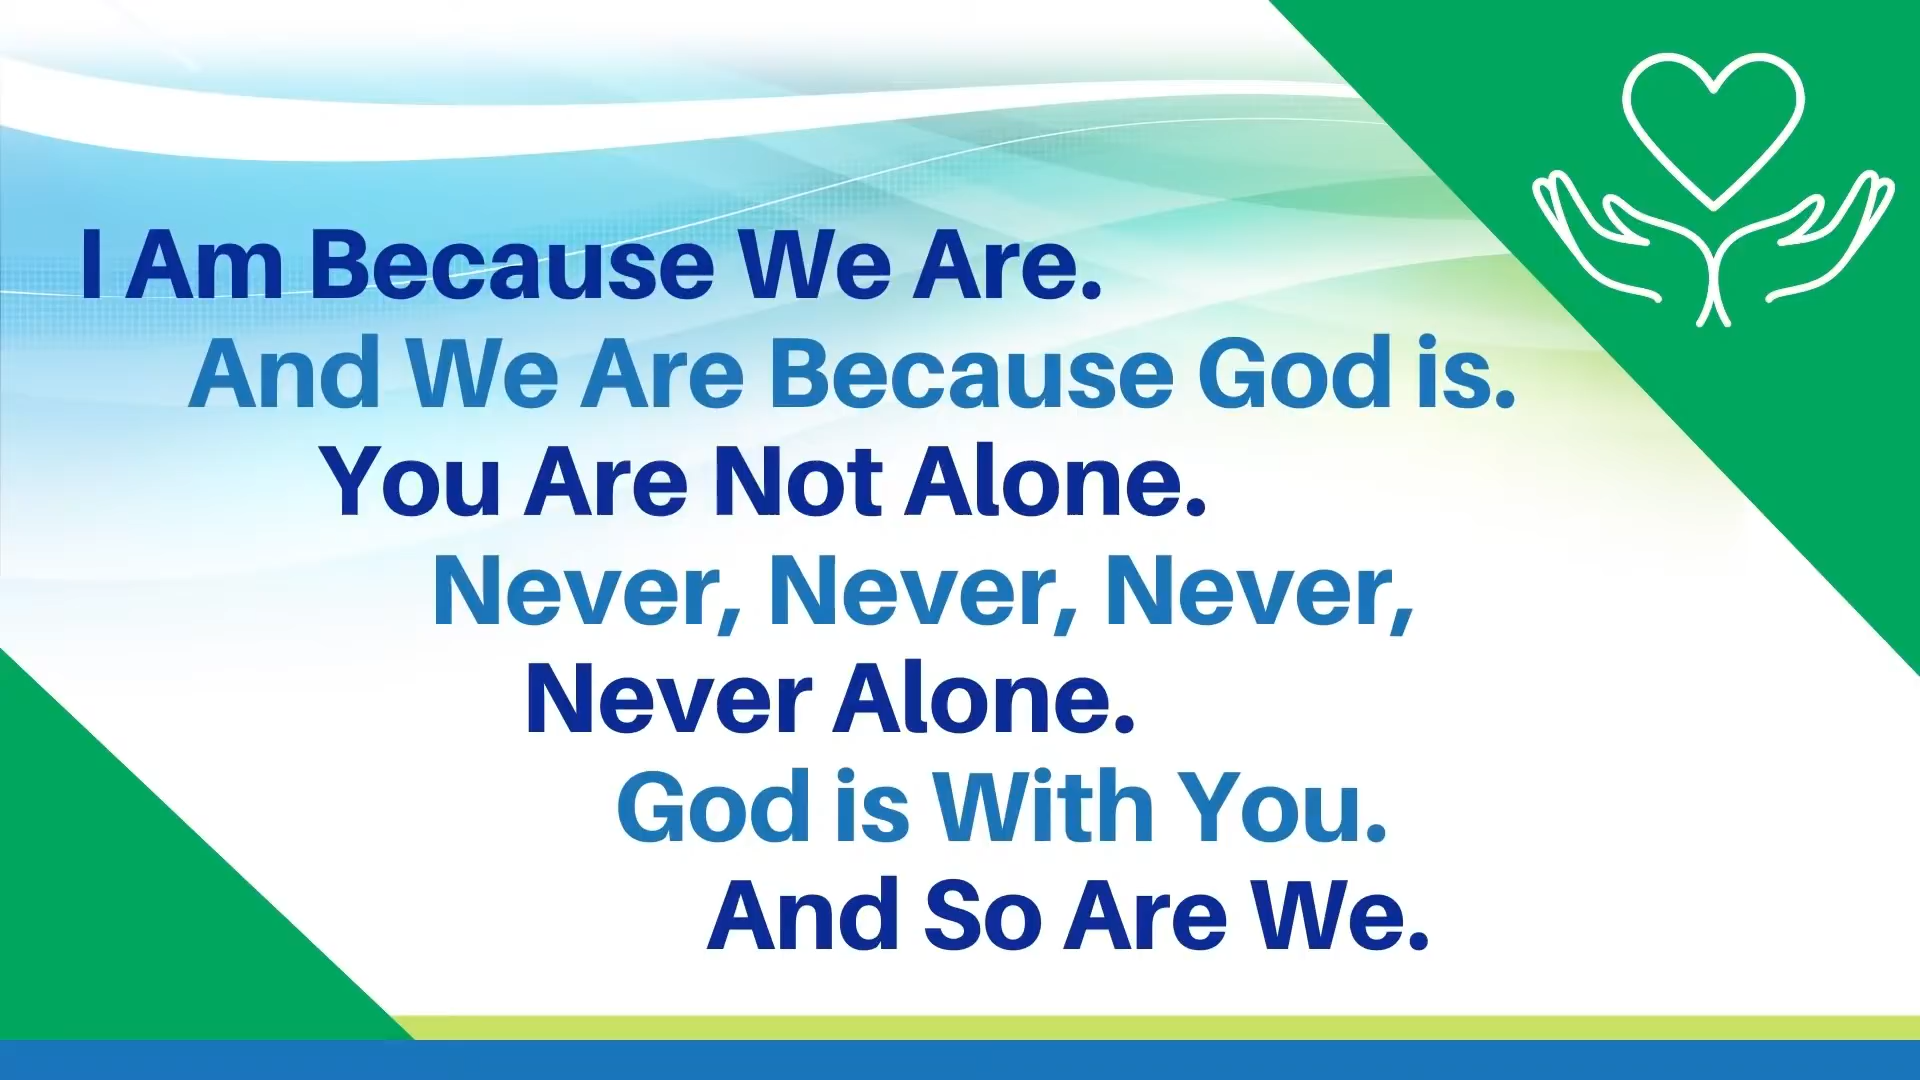 I Am Because We Are.
And We Are Because God is.
You Are Not Alone.
Never, Never, Never,
Never Alone.
God is With You.
And So Are We.